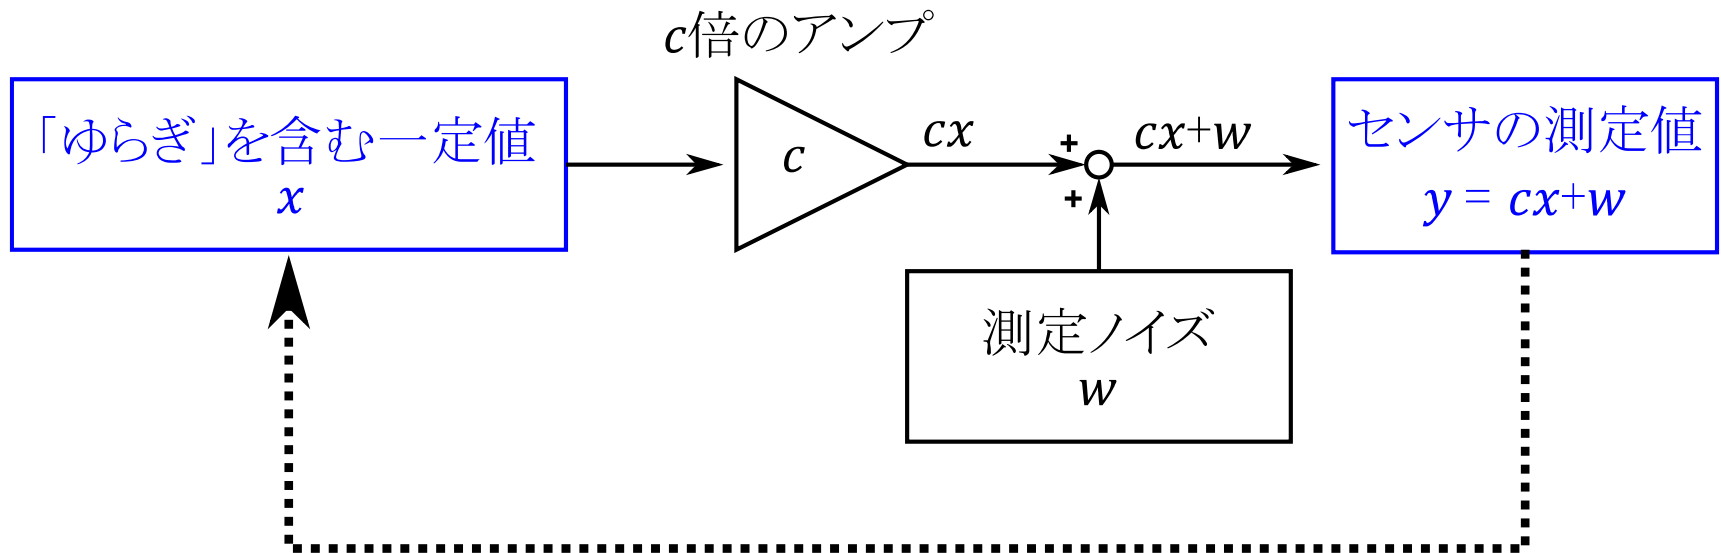 c倍のアンプ
「ゆらぎ」を含む一定値
x
c
cx
+
+
cx+w
センサの測定値
y = cx+w
測定ノイズ
w